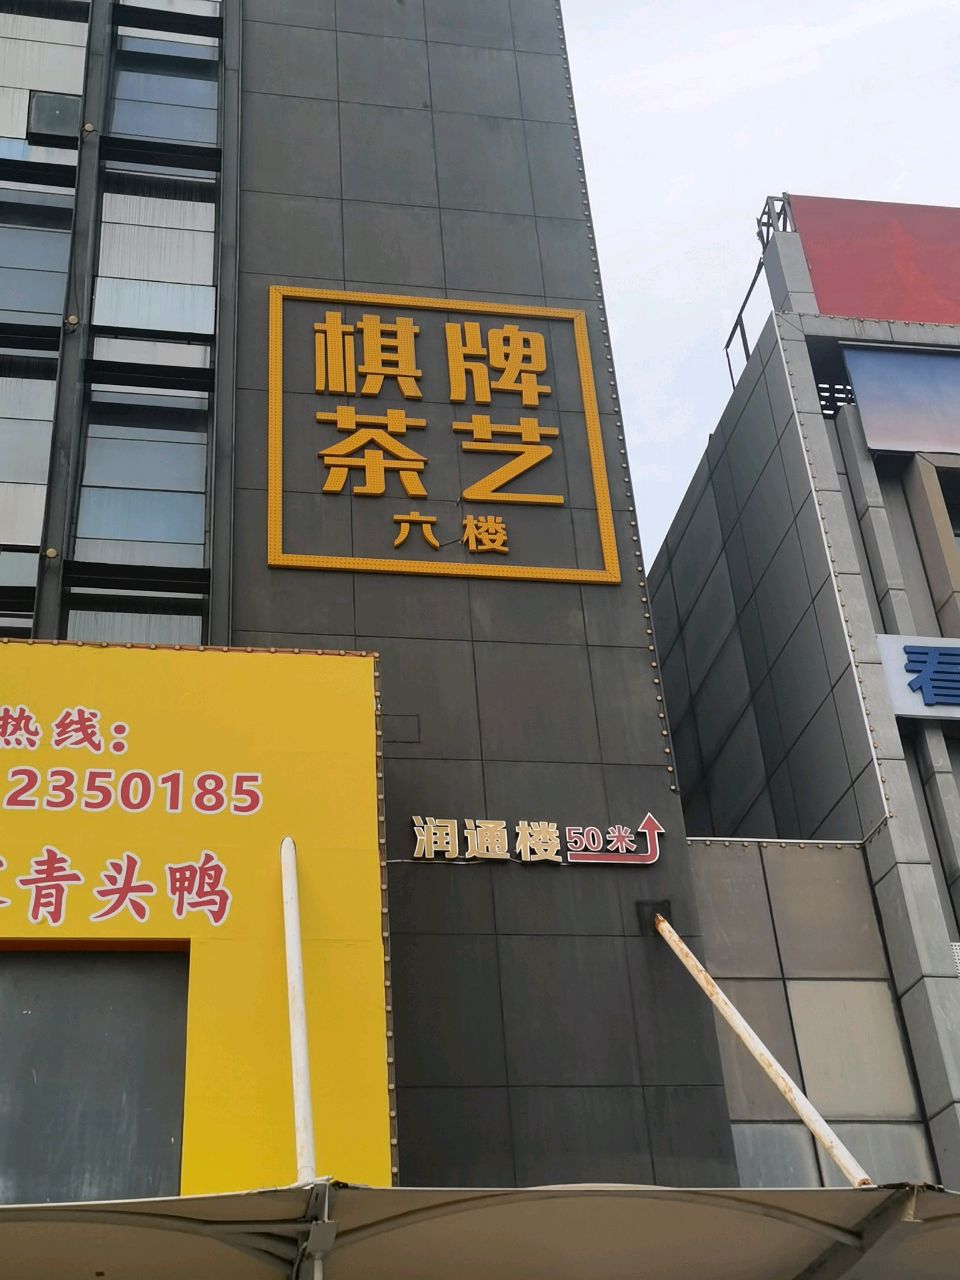 棋牌
茶艺
六楼
热线：
2350185
青头鸭
润通楼50米
看